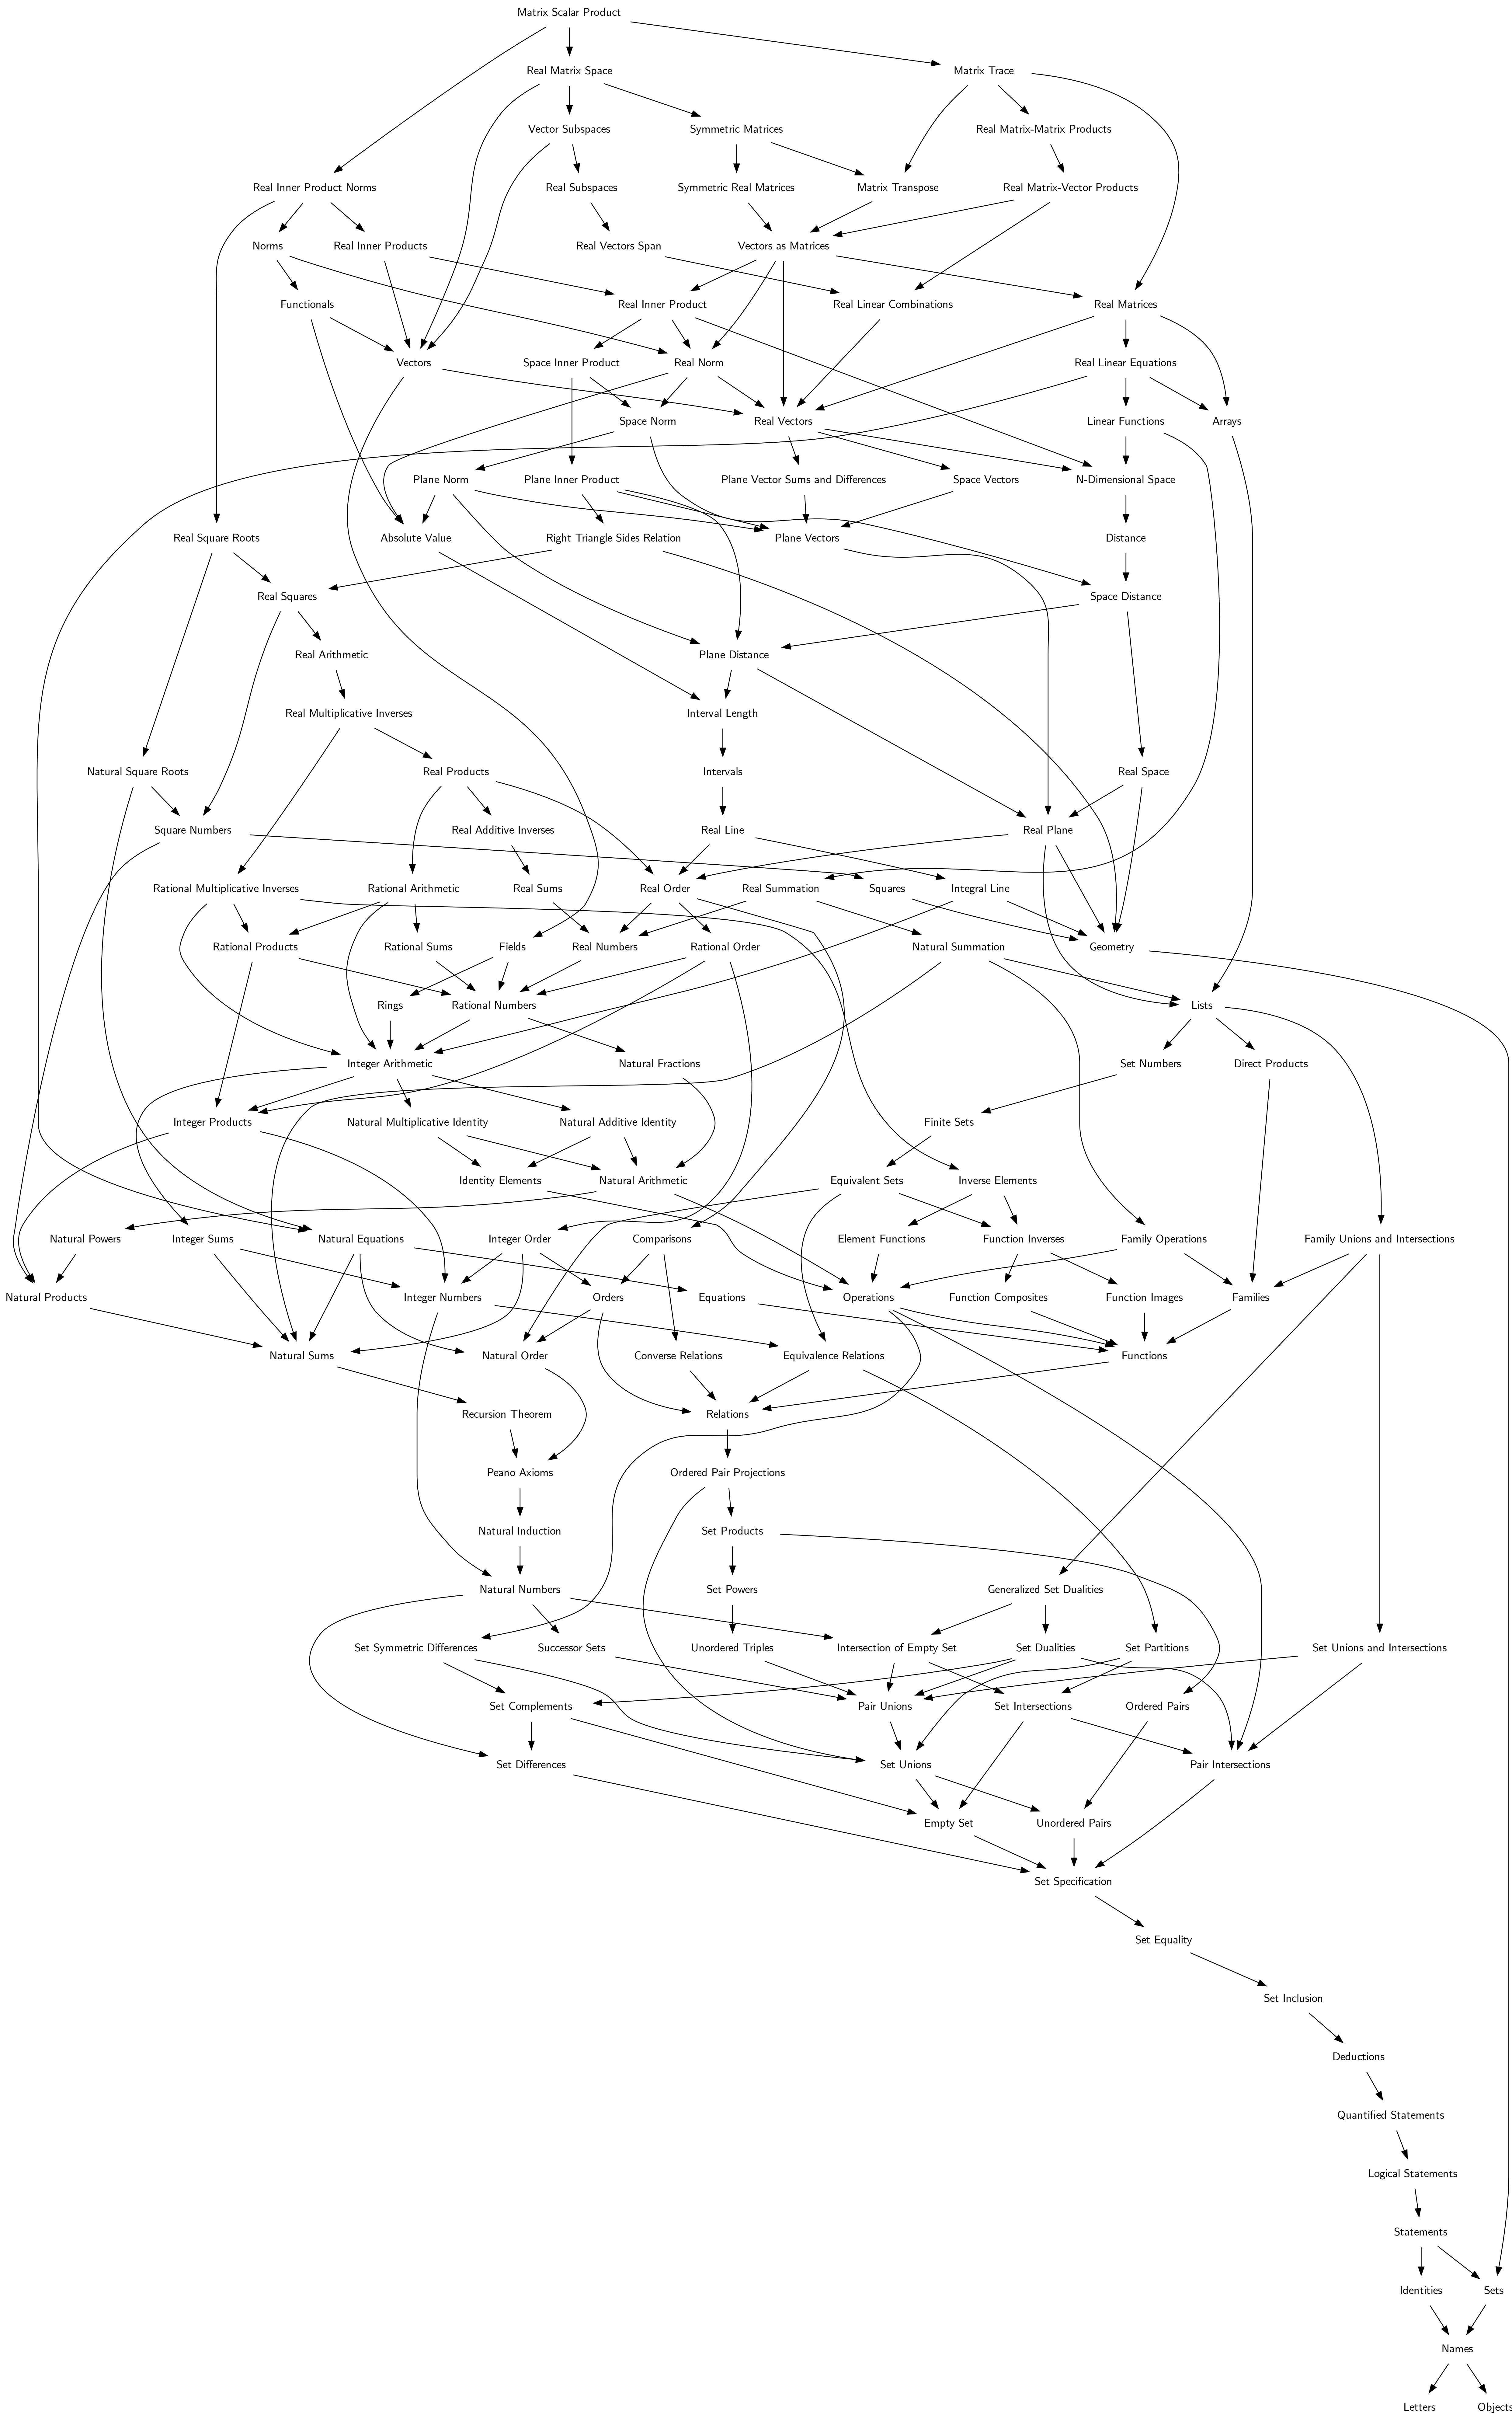 Matrix Scalar Product
Real Matrix Space
Matrix Trace
Vector Subspaces
Symmetric Matrices
Real Matrix-Matrix Products
Real Inner Product Norms
Real Subspaces
Symmetric Real Matrices
Matrix Transpose
Real Matrix-Vector Products
Norms
Real Inner Products
Real Vectors Span
Vectors as Matrices
Functionals
Real Inner Product
Real Linear Combinations
Real Matrices
Vectors
Space Inner Product
Real Norm
Real Linear Equations
Space Norm
Real Vectors
Linear Functions
Arrays
Plane Norm
Plane Inner Product
Plane Vector Sums and Differences
Space Vectors
N-Dimensional Space
Real Square Roots
Absolute Value
Right Triangle Sides Relation
Plane Vectors
Distance
Real Squares
Space Distance
Real Arithmetic
Plane Distance
Real Multiplicative Inverses
Interval Length
Natural Square Roots
Real Products
Intervals
Real Space
Square Numbers
Real Additive Inverses
Real Line
Real Plane
Rational Multiplicative Inverses
Rational Arithmetic
Real Sums
Real Order
Real Summation
Squares
Integral Line
Rational Products
Rational Sums
Fields
Real Numbers
Rational Order
Natural Summation
Geometry
Rings
Rational Numbers
Lists
Integer Arithmetic
Natural Fractions
Set Numbers
Direct Products
Integer Products
Natural Multiplicative Identity
Natural Additive Identity
Finite Sets
Identity Elements
Natural Arithmetic
Equivalent Sets
Inverse Elements
Natural Powers
Integer Sums
Natural Equations
Integer Order
Comparisons
Element Functions
Function Inverses
Family Operations
Family Unions and Intersections
Natural Products
Integer Numbers
Orders
Equations
Operations
Function Composites
Function Images
Families
Natural Sums
Natural Order
Converse Relations
Equivalence Relations
Functions
Recursion Theorem
Relations
Peano Axioms
Ordered Pair Projections
Natural Induction
Set Products
Natural Numbers
Set Powers
Generalized Set Dualities
Set Symmetric Differences
Successor Sets
Unordered Triples
Intersection of Empty Set
Set Dualities
Set Partitions
Set Unions and Intersections
Set Complements
Pair Unions
Set Intersections
Ordered Pairs
Set Differences
Set Unions
Pair Intersections
Empty Set
Unordered Pairs
Set Specification
Set Equality
Set Inclusion
Deductions
Quantified Statements
Logical Statements
Statements
Identities
Sets
Names
Letters
Objects